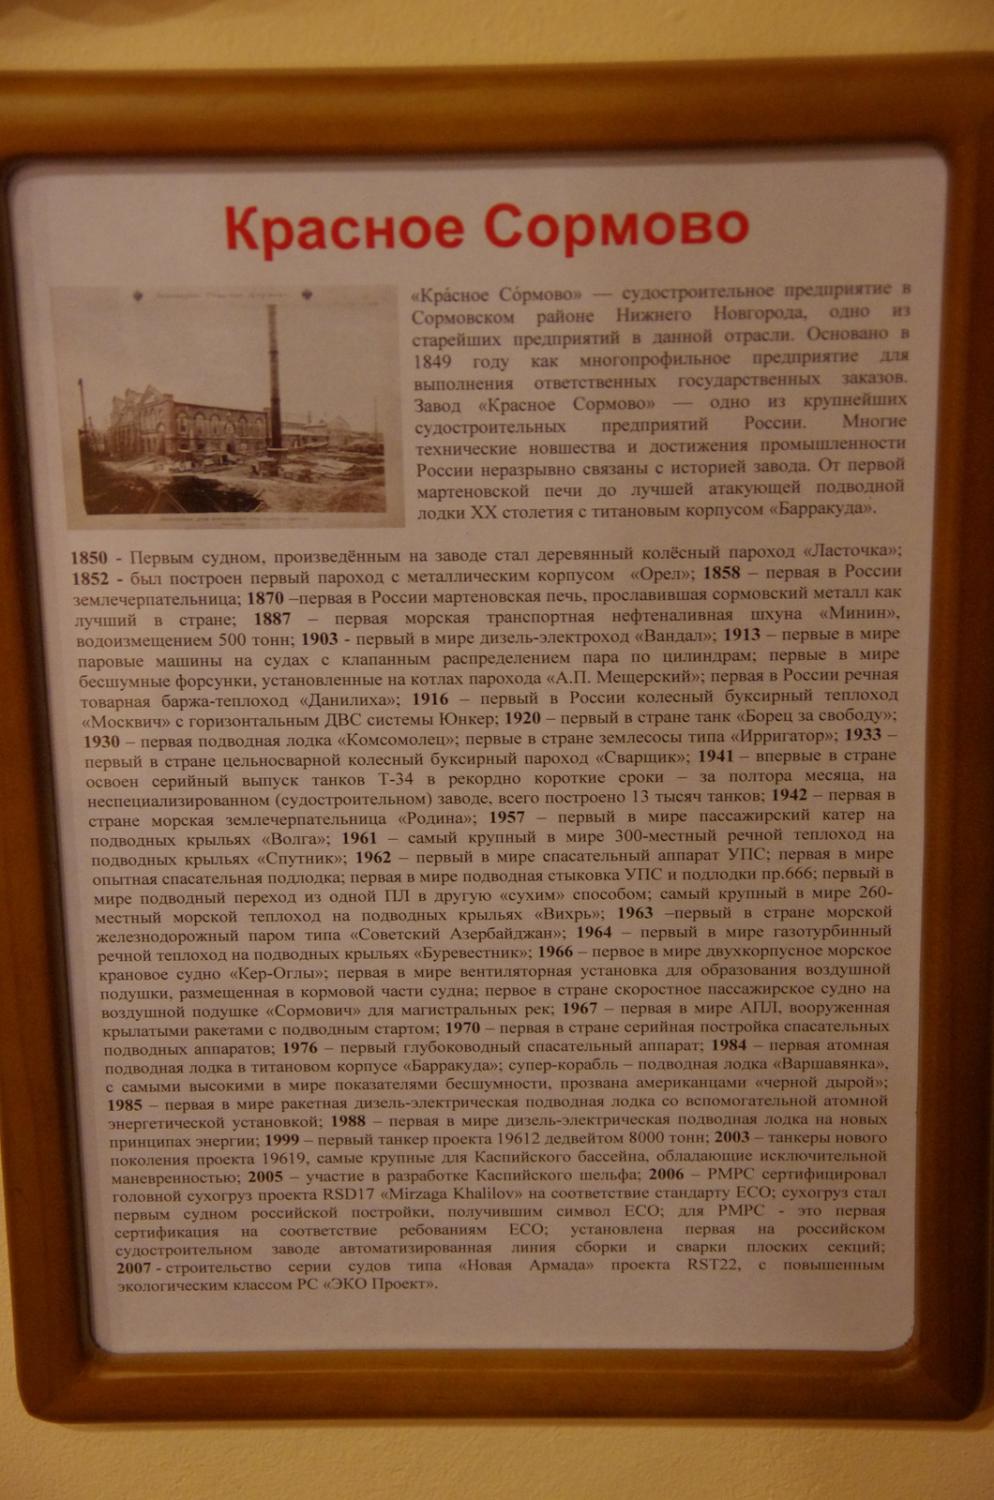 Красное Сормово
«Кра́сное Со́рмово» — судостроительное предприятие в
Сормовском районе Нижнего Новгорода, одно из
старейших предприятий в данной отрасли. Основано в
1849 году как многопрофильное предприятие для
выполнения ответственных государственных заказов.
Завод «Красное Сормово» — одно из крупнейших
судостроительных предприятий России. Многие
технические новшества и достижения промышленности
России неразрывно связаны с историей завода. От первой
мартеновской печи до лучшей атакующей подводной
лодки XX столетия с титановым корпусом «Барракуда».
1850 - Первым судном, произведённым на заводе стал деревянный колёсный пароход «Ласточка»;
1852 - был построен первый пароход с металлическим корпусом «Орел»; 1858 – первая в России
землечерпательница; 1870 –первая в России мартеновская печь, прославившая сормовский металл как
лучший в стране; 1887 – первая морская транспортная нефтеналивная шхуна «Минин»,
водоизмещением 500 тонн; 1903 - первый в мире дизель-электроход «Вандал»; 1913 – первые в мире
паровые машины на судах с клапанным распределением пара по цилиндрам; первые в мире
бесшумные форсунки, установленные на котлах парохода «А.П. Мещерский»; первая в России речная
товарная баржа-теплоход «Данилиха»; 1916 – первый в России колесный буксирный теплоход
«Москвич» с горизонтальным ДВС системы Юнкер; 1920 – первый в стране танк «Борец за свободу»;
1930 – первая подводная лодка «Комсомолец»; первые в стране землесосы типа «Ирригатор»; 1933 –
первый в стране цельносварной колесный буксирный пароход «Сварщик»; 1941 – впервые в стране
освоен серийный выпуск танков Т-34 в рекордно короткие сроки – за полтора месяца, на
неспециализированном (судостроительном) заводе, всего построено 13 тысяч танков; 1942 – первая в
стране морская землечерпательница «Родина»; 1957 – первый в мире пассажирский катер на
подводных крыльях «Волга»; 1961 – самый крупный в мире 300-местный речной теплоход на
подводных крыльях «Спутник»; 1962 – первый в мире спасательный аппарат УПС; первая в мире
опытная спасательная подлодка; первая в мире подводная стыковка УПС и подлодки пр.666; первый в
мире подводный переход из одной ПЛ в другую «сухим» способом; самый крупный в мире 260-
местный морской теплоход на подводных крыльях «Вихрь»; 1963 –первый в стране морской
железнодорожный паром типа «Советский Азербайджан»; 1964 – первый в мире газотурбинный
речной теплоход на подводных крыльях «Буревестник»; 1966 – первое в мире двухкорпусное морское
крановое судно «Кер-Оглы»; первая в мире вентиляторная установка для образования воздушной
подушки, размещенная в кормовой части судна; первое в стране скоростное пассажирское судно на
воздушной подушке «Сормович» для магистральных рек; 1967 – первая в мире АПЛ, вооруженная
крылатыми ракетами с подводным стартом; 1970 – первая в стране серийная постройка спасательных
подводных аппаратов; 1976 – первый глубоководный спасательный аппарат; 1984 – первая атомная
подводная лодка в титановом корпусе «Барракуда»; супер-корабль – подводная лодка «Варшавянка»,
с самыми высокими в мире показателями бесшумности, прозвана американцами «черной дырой»;
1985 – первая в мире ракетная дизель-электрическая подводная лодка со вспомогательной атомной
энергетической установкой; 1988 – первая в мире дизель-электрическая подводная лодка на новых
принципах энергии; 1999 – первый танкер проекта 19612 дедвейтом 8000 тонн; 2003 – танкеры нового
поколения проекта 19619, самые крупные для Каспийского бассейна, обладающие исключительной
маневренностью; 2005 – участие в разработке Каспийского шельфа; 2006 – РМРС сертифицировал
головной сухогруз проекта RSD17 «Mirzaga Khalilov» на соответствие стандарту ECO; сухогруз стал
первым судном российской постройки, получившим символ ECO; для РМРС - это первая
сертификация на соответствие ребованиям ECO; установлена первая на российском
судостроительном заводе автоматизированная линия сборки и сварки плоских секций;
2007 - строительство серии судов типа «Новая Армада» проекта RST22, с повышенным
экологическим классом РС «ЭКО Проект».